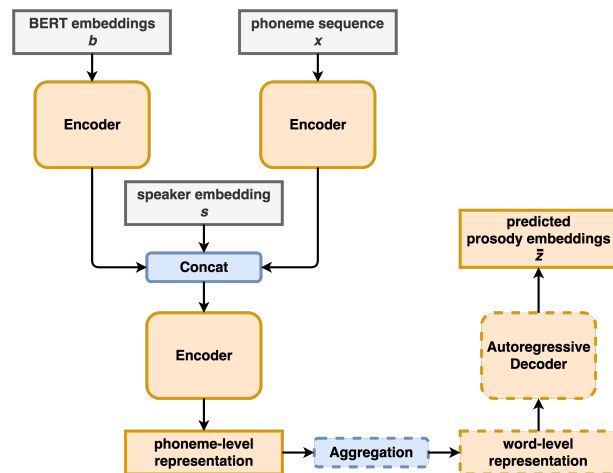 BERT embeddings
b
phoneme sequence
x
Encoder
Encoder
speaker embedding
s
Concat
Encoder
phoneme-level
representation
Aggregation
word-level
representation
Autoregressive
Decoder
predicted
prosody embeddings
z̄